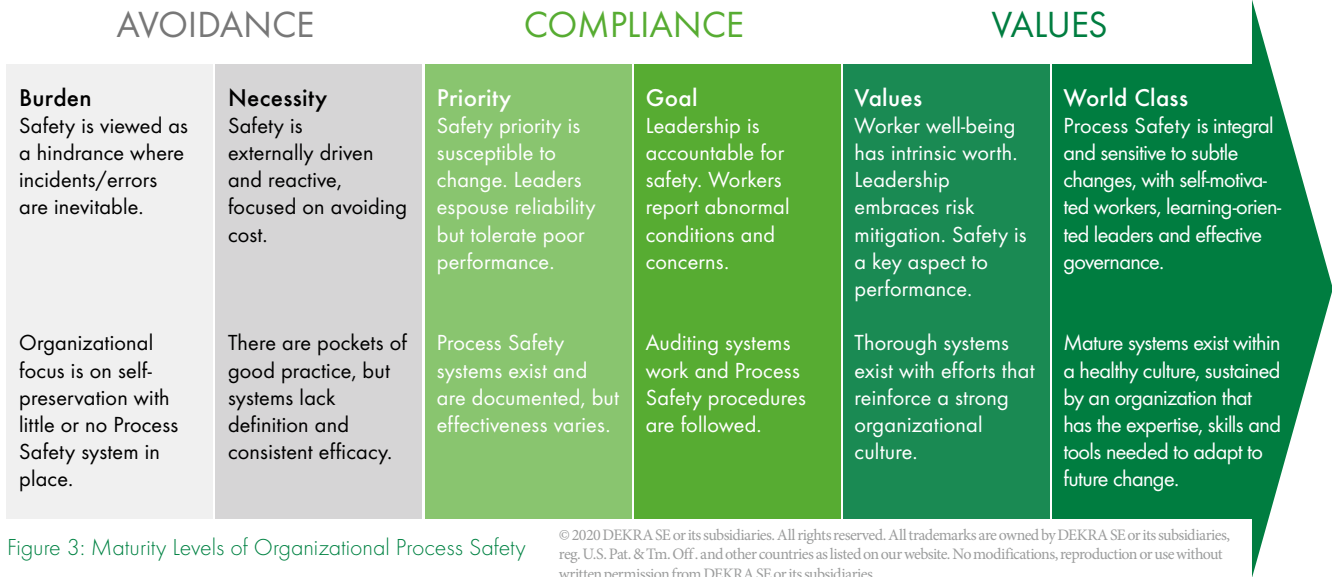 AVOIDANCE
COMPLIANCE
VALUES
Burden
Safety is viewed as
a hindrance where
incidents/errors
are inevitable.
Organizational
focus is on self-
preservation with
little or no Process
Safety system in
place.
Necessity
Safety is
externally driven
and reactive,
focused on avoiding
cost.
There are pockets of
good practice, but
systems lack
definition and
consistent efficacy.
Priority
Safety priority is
susceptible to
change. Leaders
espouse reliability
but tolerate poor
performance.
Process Safety
systems exist and
are documented, but
effectiveness varies.
Goal
Leadership is
accountable for
safety. Workers
report abnormal
conditions and
concerns.
Auditing systems
work and Process
Safety procedures
are followed.
Values
Worker well-being
has intrinsic worth.
Leadership
embraces risk
mitigation. Safety is
a key aspect to
performance.
Thorough systems
exist with efforts that
reinforce a strong
organizational
culture.
World Class
Process Safety is integral
and sensitive to subtle
changes, with self-motiva-
ted workers, learning-orien-
ted leaders and effective
governance.
Mature systems exist within
a healthy culture, sustained
by an organization that
has the expertise, skills and
tools needed to adapt to
future change.
Figure 3: Maturity Levels of Organizational Process Safety
© 2020 DEKRA SE or its subsidiaries. All rights reserved. All trademarks are owned by DEKRA SE or its subsidiaries,
reg. U.S. Pat. & Tm. Off. and other countries as listed on our website. No modifications, reproduction or use without
written permission from DEKRA SE or its subsidiaries